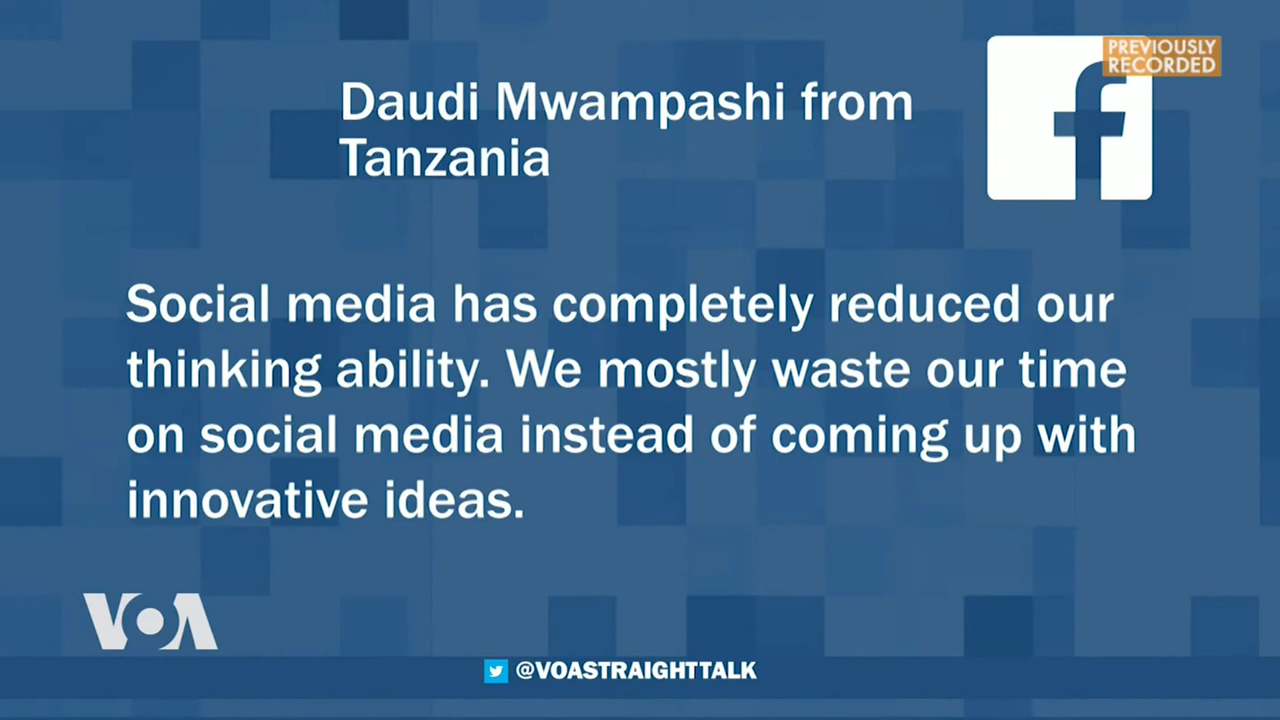 PREVIOUSLY
RECORDED
Daudi Mwampashi from
Tanzania
Social media has completely reduced our
thinking ability. We mostly waste our time
on social media instead of coming up with
innovative ideas.
VOA
@VOASTRAIGHTTALK